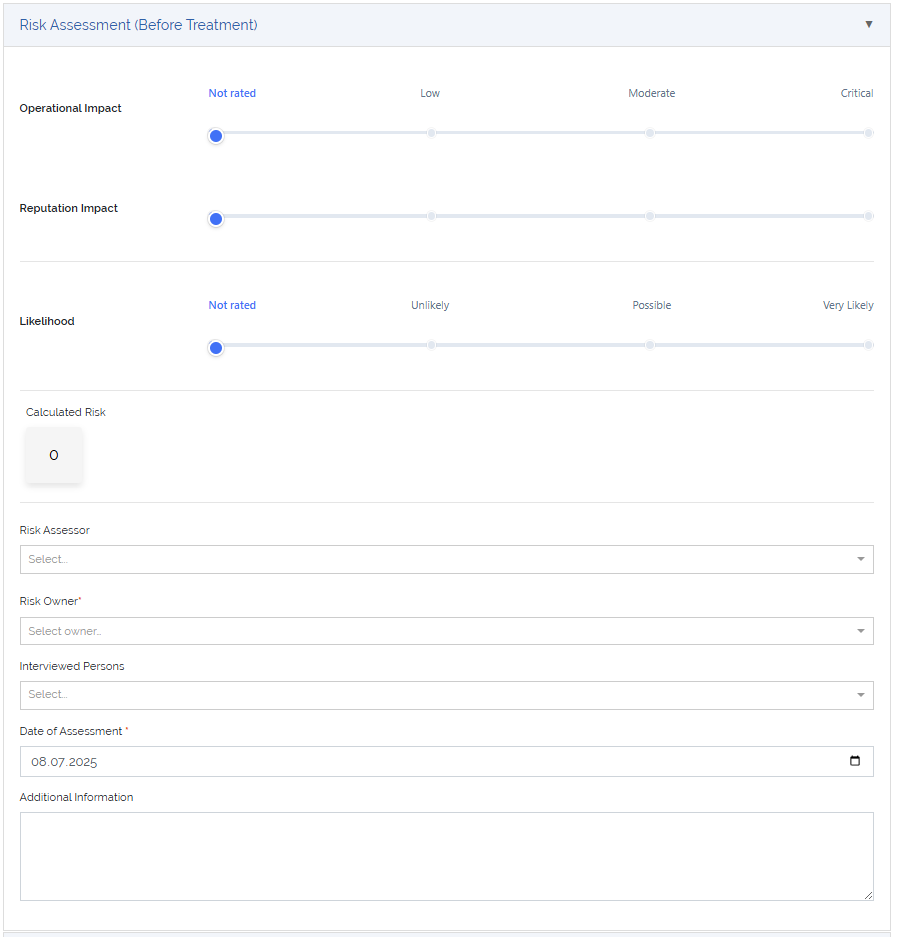 Risk Assessment (Before Treatment)
Not rated Low Moderate Critical
Operational Impact
Reputation Impact
Not rated Unlikely Possible Very Likely
Likelihood
Calculated Risk
0
Risk Assessor
Select...
Risk Owner*
Select owner..
Interviewed Persons
Select...
Date of Assessment *
08.07.2025
Additional Information